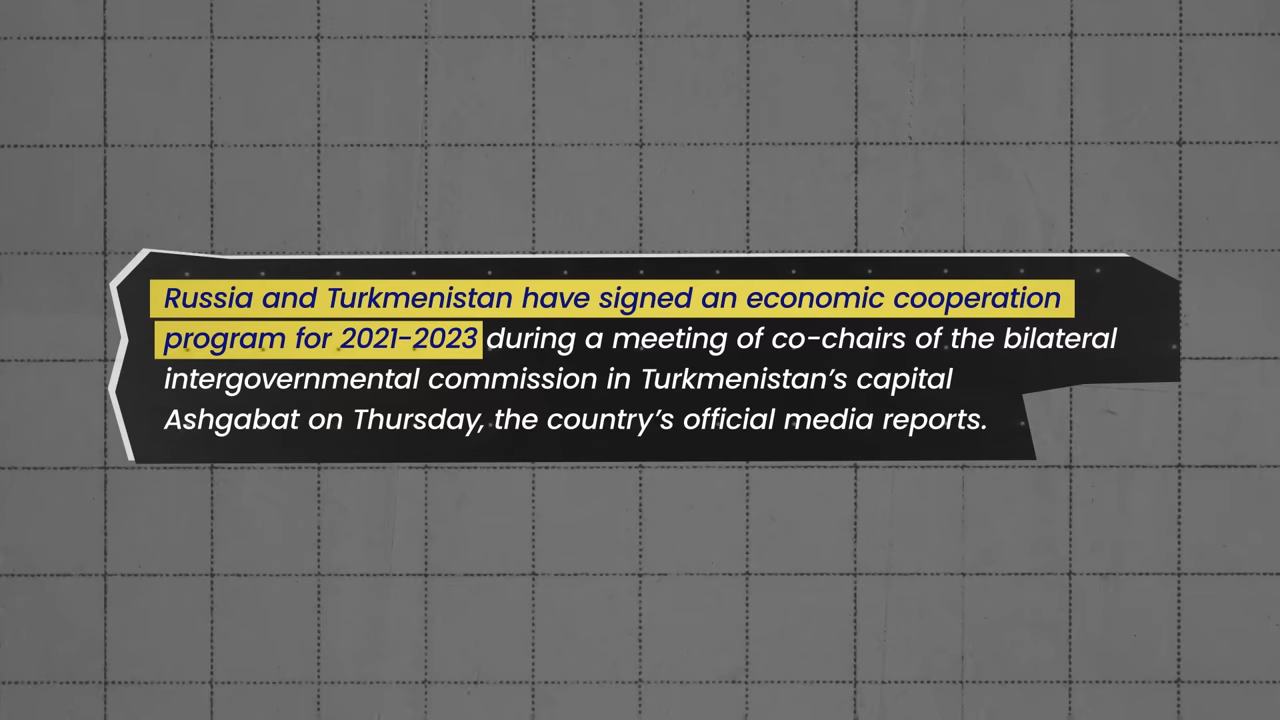 Russia and Turkmenistan have signed an economic cooperation
program for 2021-2023 during a meeting of co-chairs of the bilateral
intergovernmental commission in Turkmenistan’s capital
Ashgabat on Thursday, the country’s official media reports.